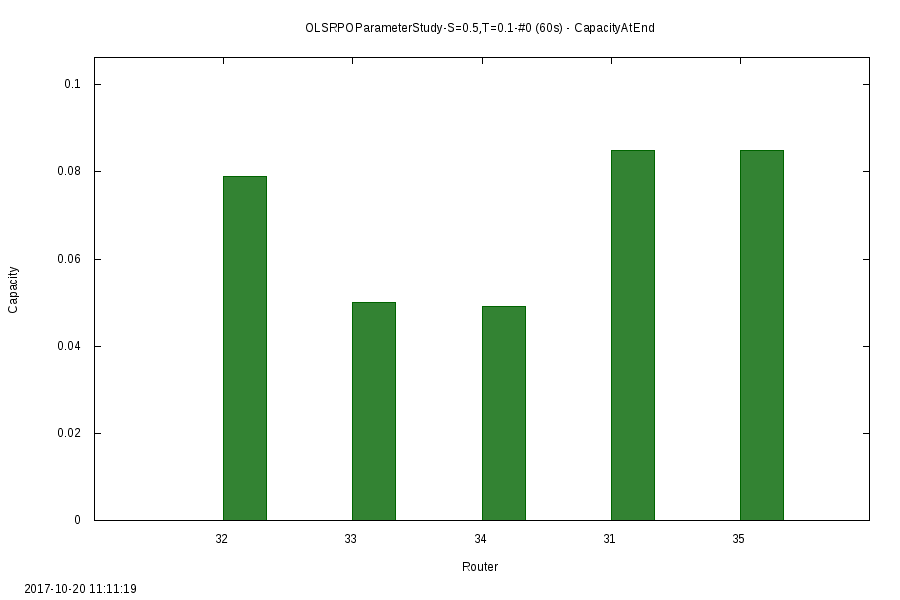 OLSRPOParameterStudy-S=0.5,T=0.1-#0 (60s) - CapacityAtEnd
0.1
0.08
0.06
0.04
0.02
0
Capacity
32 33 34 31 35
Router
2017-10-20 11:11:19